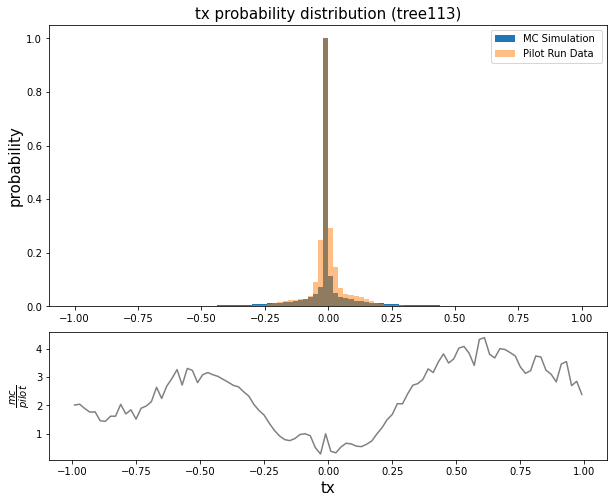 tx probability distribution (tree113)
MC Simulation
Pilot Run Data
probability
1.0
0.8
0.6
0.4
0.2
0.0
−1.00 −0.75 −0.50 −0.25 0.00 0.25 0.50 0.75 1.00
mc
pilot
4
3
2
1
−1.00 −0.75 −0.50 −0.25 0.00 0.25 0.50 0.75 1.00
tx